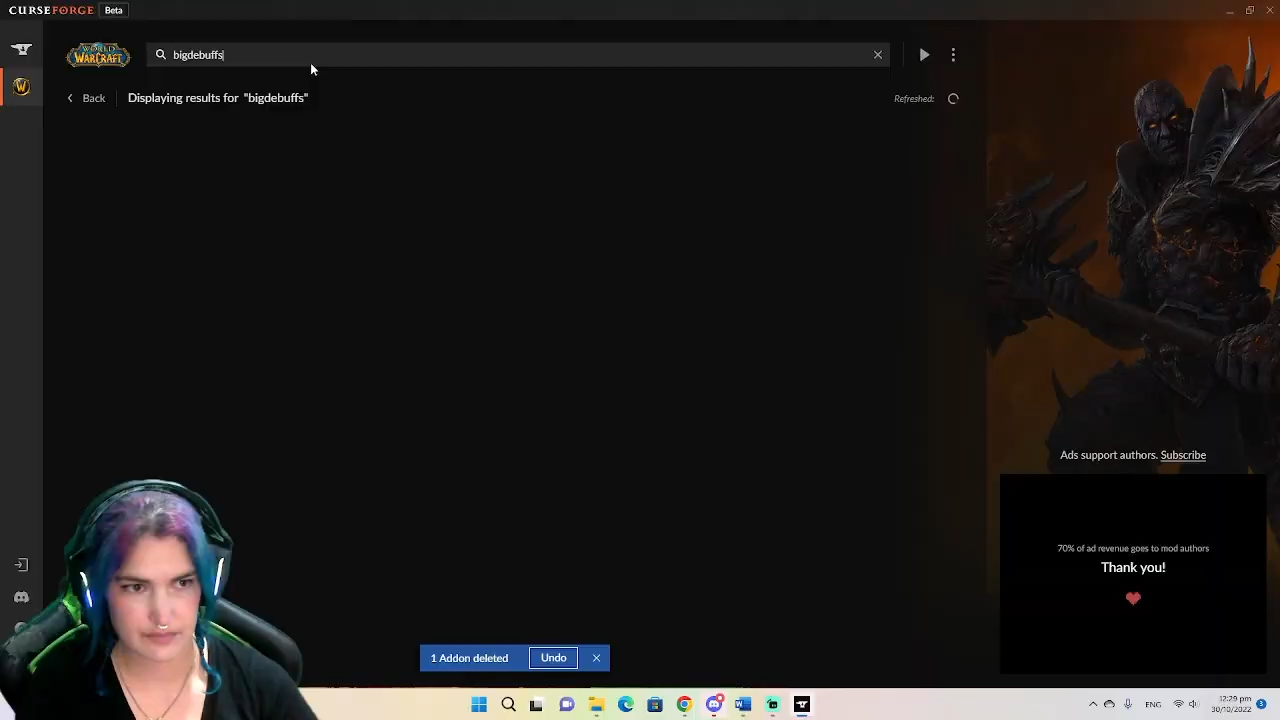 CURSEFORGE Beta
WORLD WARCRAFT
bigdebuffs
Back
Displaying results for "bigdebuffs"
Refreshed:
Ads support authors. Subscribe
70% of ad revenue goes to mod authors
Thank you!
1 Addon deleted Undo
ENG
12:29 pm
30/10/2022
3